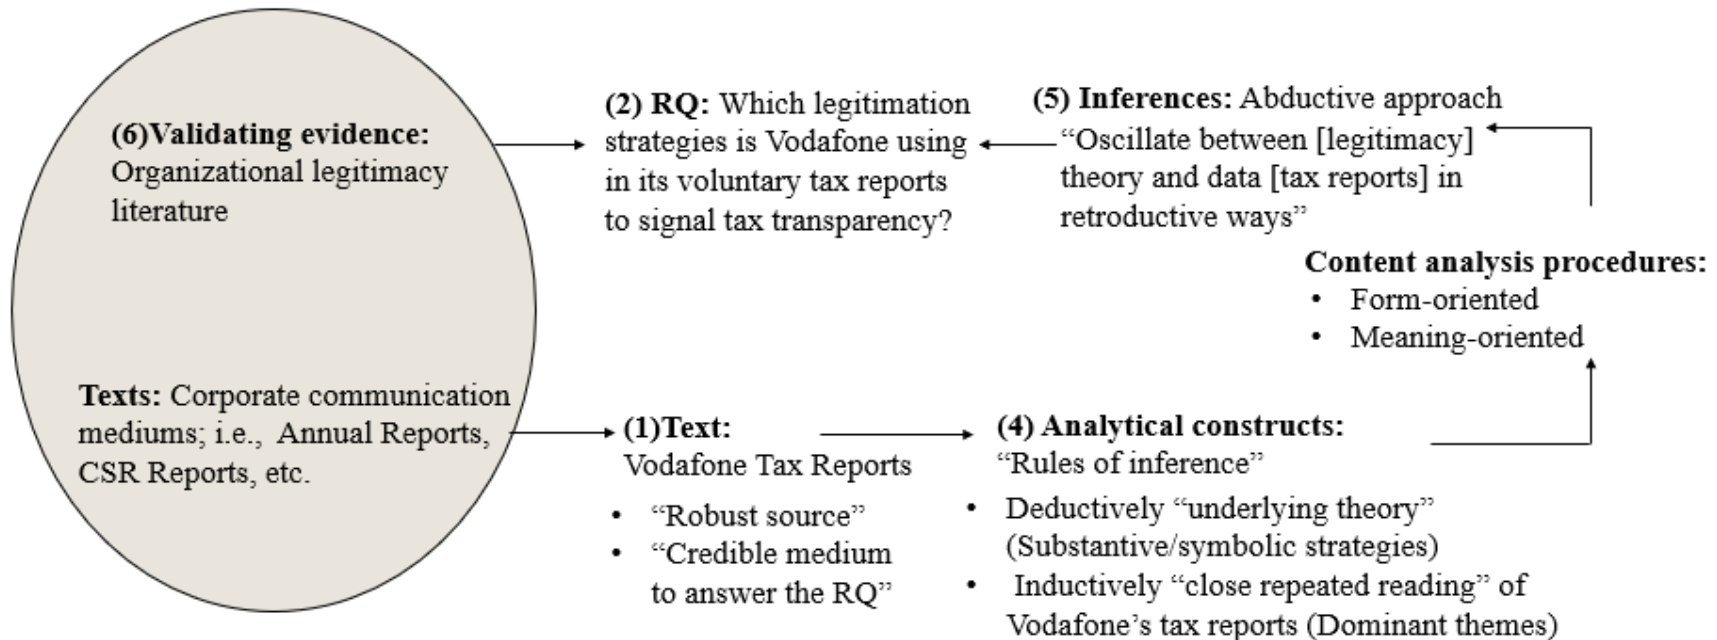 (6)Validating evidence:
Organizational legitimacy
literature
Texts: Corporate communication
mediums; i.e., Annual Reports,
CSR Reports, etc.
(2) RQ: Which legitimation
strategies is Vodafone using
in its voluntary tax reports
to signal tax transparency?
(5) Inferences: Abductive approach
“Oscillate between [legitimacy]
theory and data [tax reports] in
retroductive ways”
Content analysis procedures:
• Form-oriented
• Meaning-oriented
(1)Text:
Vodafone Tax Reports
• “Robust source”
• “Credible medium
to answer the RQ”
(4) Analytical constructs:
“Rules of inference”
• Deductively “underlying theory”
(Substantive/symbolic strategies)
• Inductively “close repeated reading” of
Vodafone’s tax reports (Dominant themes)